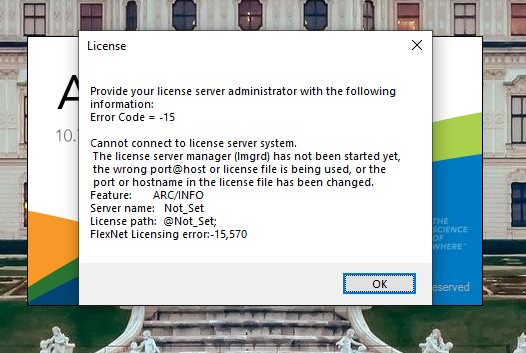 License
Provide your license server administrator with the following
information:
Error Code = -15
Cannot connect to license server system.
The license server manager (lmgrd) has not been started yet,
the wrong port@host or license file is being used, or the
port or hostname in the license file has been changed.
Feature: ARC/INFO
Server name: Not_Set
License path: @Not_Set;
FlexNet Licensing error:-15,570
OK
A
10.
THE
SCIENCE
OF
WHERE™
eserved